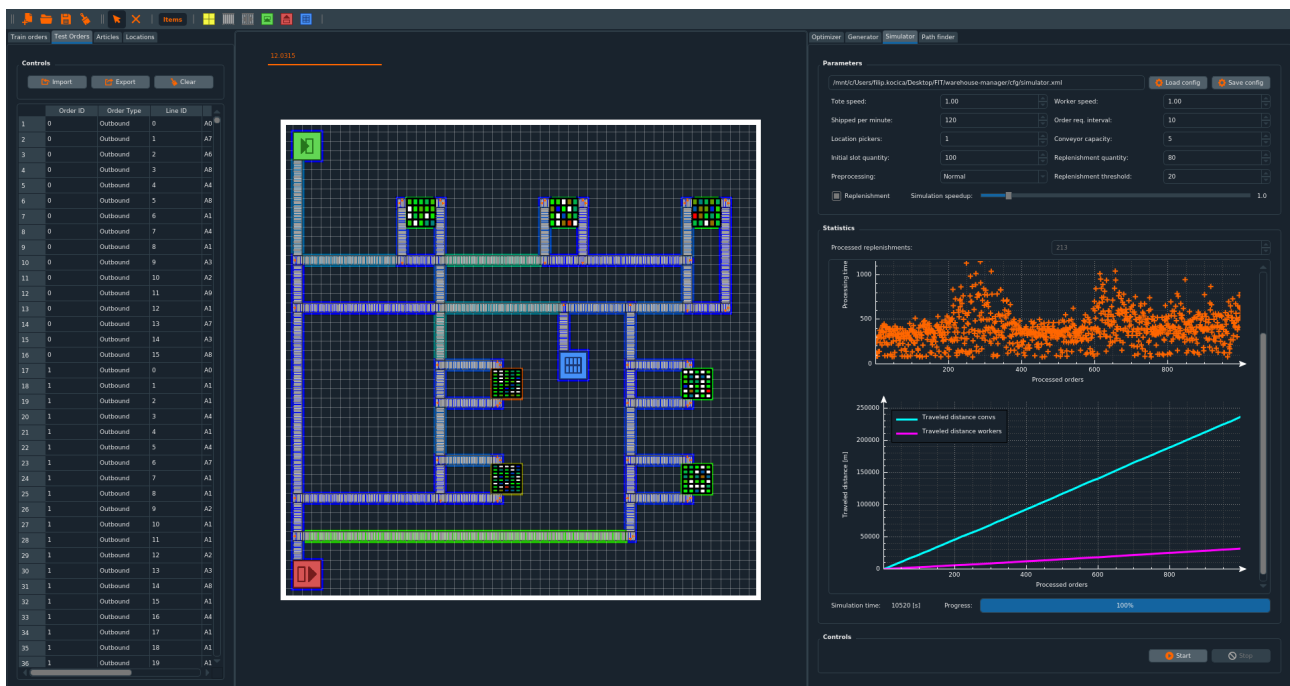 Items
Train orders Test Orders Articles Locations
Controls
Import Export Clear
Order ID Order Type Line ID
1 0 Outbound 0 A0
2 0 Outbound 1 A7
3 0 Outbound 2 A6
4 0 Outbound 3 A8
5 0 Outbound 4 A4
6 0 Outbound 5 A8
7 0 Outbound 6 A1
8 0 Outbound 7 A4
9 0 Outbound 8 A1
10 0 Outbound 9 A3
11 0 Outbound 10 A2
12 0 Outbound 11 A9
13 0 Outbound 12 A1
14 0 Outbound 13 A7
15 0 Outbound 14 A3
16 0 Outbound 15 A8
17 1 Outbound 0 A0
18 1 Outbound 1 A1
19 1 Outbound 2 A1
20 1 Outbound 3 A4
21 1 Outbound 4 A1
22 1 Outbound 5 A4
23 1 Outbound 6 A7
24 1 Outbound 7 A1
25 1 Outbound 8 A1
26 1 Outbound 9 A2
27 1 Outbound 10 A1
28 1 Outbound 11 A1
29 1 Outbound 12 A2
30 1 Outbound 13 A3
31 1 Outbound 14 A8
32 1 Outbound 15 A1
33 1 Outbound 16 A4
34 1 Outbound 17 A1
35 1 Outbound 18 A1
36 1 Outbound 19 A1
12.0315
Optimizer Generator Simulator Path finder
Parameters
/mnt/c/Users/filip.kocica/Desktop/FIT/warehouse-manager/cfg/simulator.xml Load config Save config
Tote speed: 1.00 Worker speed: 1.00
Shipped per minute: 120 Order req. interval: 10
Location pickers: 1 Conveyor capacity: 5
Initial slot quantity: 100 Replenishment quantity: 80
Preprocessing: Normal Replenishment threshold: 20
Replenishment Simulation speedup: 1.0
Statistics
Processed replenishments: 213
Processing time
1000
500
0
200 400 600 800
Processed orders
Traveled distance [m]
250000
200000
150000
100000
50000
0
Traveled distance convs
Traveled distance workers
200 400 600 800
Processed orders
Simulation time: 10520 [s] Progress: 100%
Controls
Start Stop